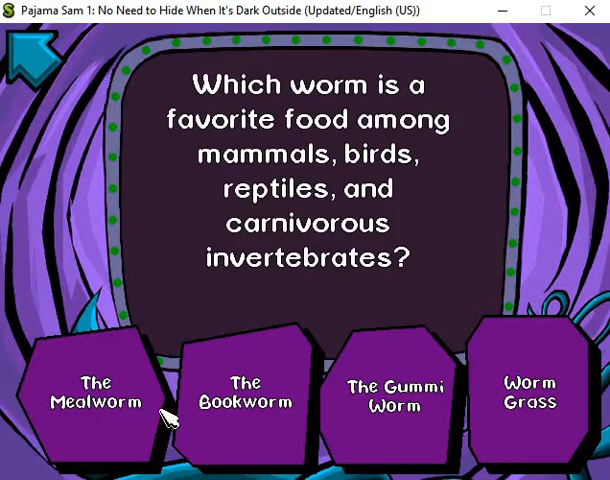 Pajama Sam 1: No Need to Hide When It's Dark Outside (Updated/English (US))
Which worm is a
favorite food among
mammals, birds,
reptiles, and
carnivorous
invertebrates?
The
Mealworm
The
Bookworm
The Gummi
Worm
Worm
Grass